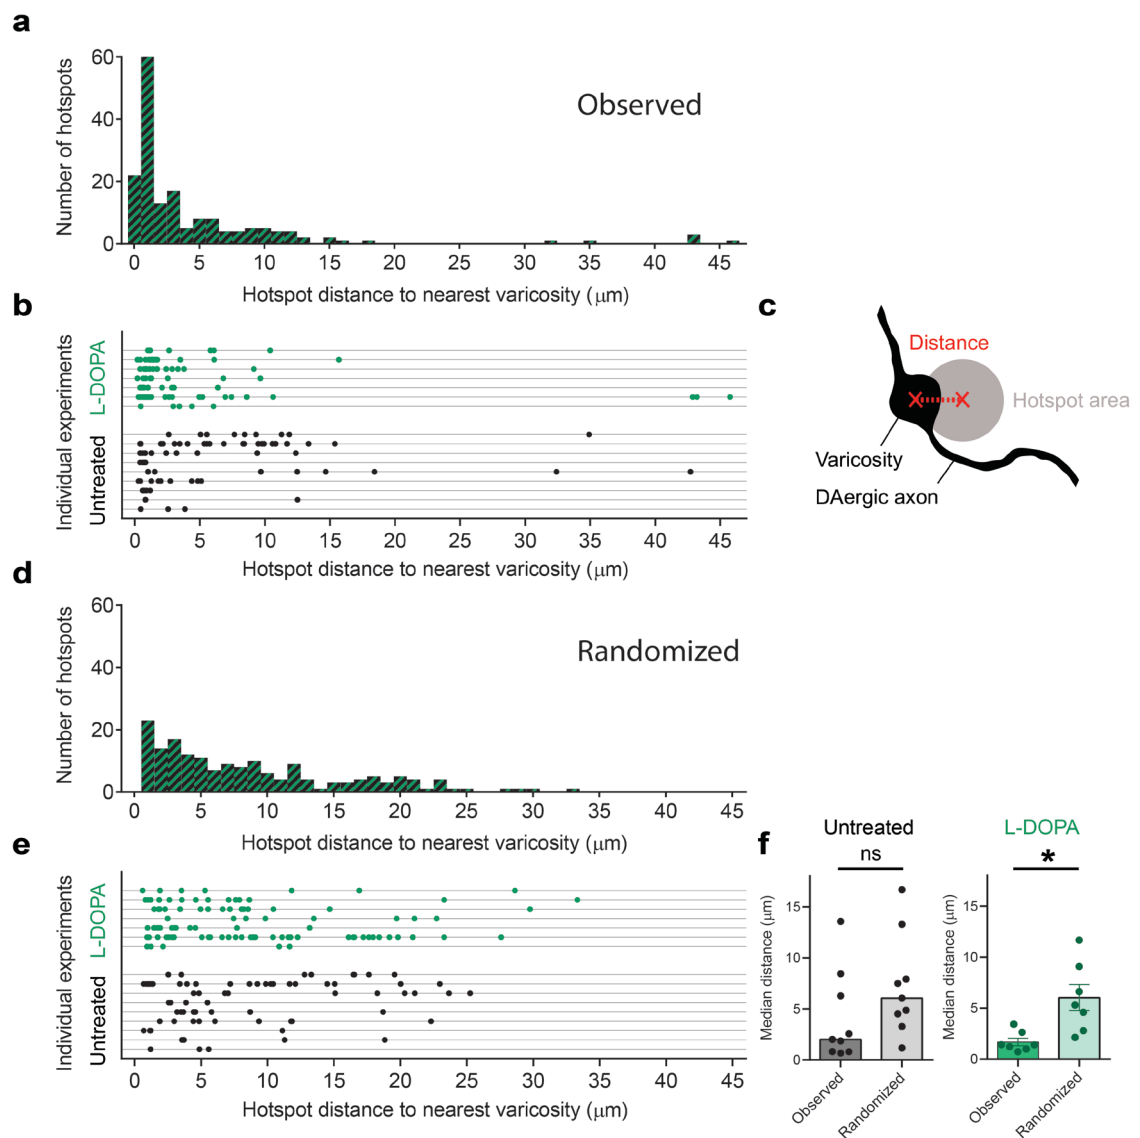 a
Number of hotspots
60
40
20
0
Observed
0 5 10 15 20 25 30 35 40 45
Hotspot distance to nearest varicosity (μm)
b
Individual experiments
L-DOPA
Untreated
0 5 10 15 20 25 30 35 40 45
Hotspot distance to nearest varicosity (μm)
c
Distance
Hotspot area
Varicosity
DAergic axon
d
Number of hotspots
60
40
20
0
Randomized
0 5 10 15 20 25 30 35 40 45
Hotspot distance to nearest varicosity (μm)
e
Individual experiments
L-DOPA
Untreated
0 5 10 15 20 25 30 35 40 45
Hotspot distance to nearest varicosity (μm)
f
Untreated
ns
Median distance (μm)
15
10
5
0
Observed
Randomized
L-DOPA
*
Median distance (μm)
15
10
5
0
Observed
Randomized